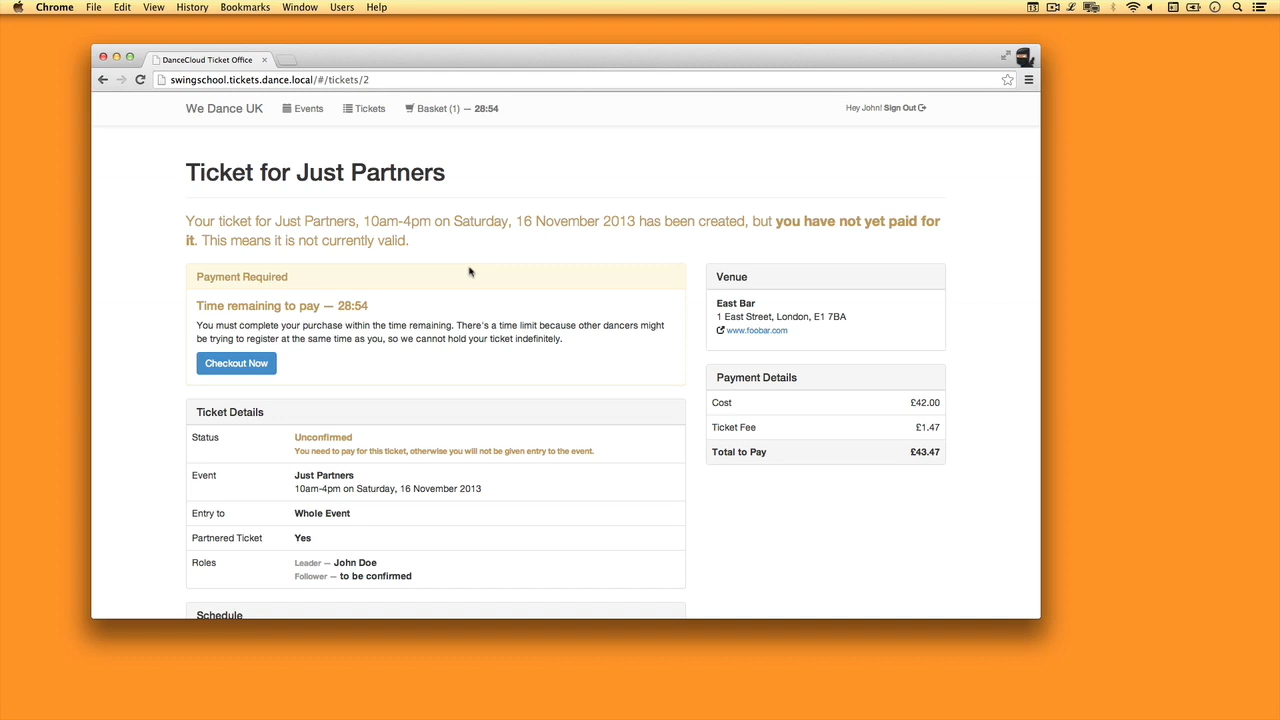 Chrome File Edit View History Bookmarks Window Users Help
DanceCloud Ticket Office
swingschool.tickets.dance.local/#/tickets/2
We Dance UK Events Tickets Basket (1) — 28:54 Hey John! Sign Out
Ticket for Just Partners
Your ticket for Just Partners, 10am-4pm on Saturday, 16 November 2013 has been created, but you have not yet paid for
it. This means it is not currently valid.
Payment Required
Time remaining to pay — 28:54
You must complete your purchase within the time remaining. There's a time limit because other dancers might
be trying to register at the same time as you, so we cannot hold your ticket indefinitely.
Checkout Now
Ticket Details
Status Unconfirmed
You need to pay for this ticket, otherwise you will not be given entry to the event.
Event Just Partners
10am-4pm on Saturday, 16 November 2013
Entry to Whole Event
Partnered Ticket Yes
Roles Leader — John Doe
Follower — to be confirmed
Schedule
Venue
East Bar
1 East Street, London, E1 7BA
www.foobar.com
Payment Details
Cost £42.00
Ticket Fee £1.47
Total to Pay £43.47